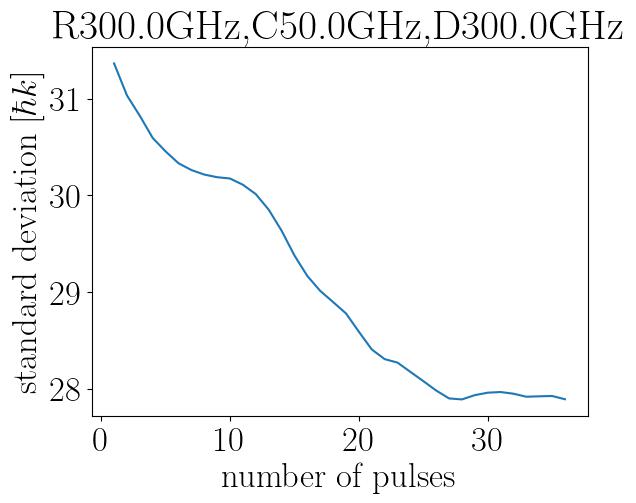 R300.0GHz,C50.0GHz,D300.0GHz
standard deviation [ħk]
31
30
29
28
0 10 20 30
number of pulses